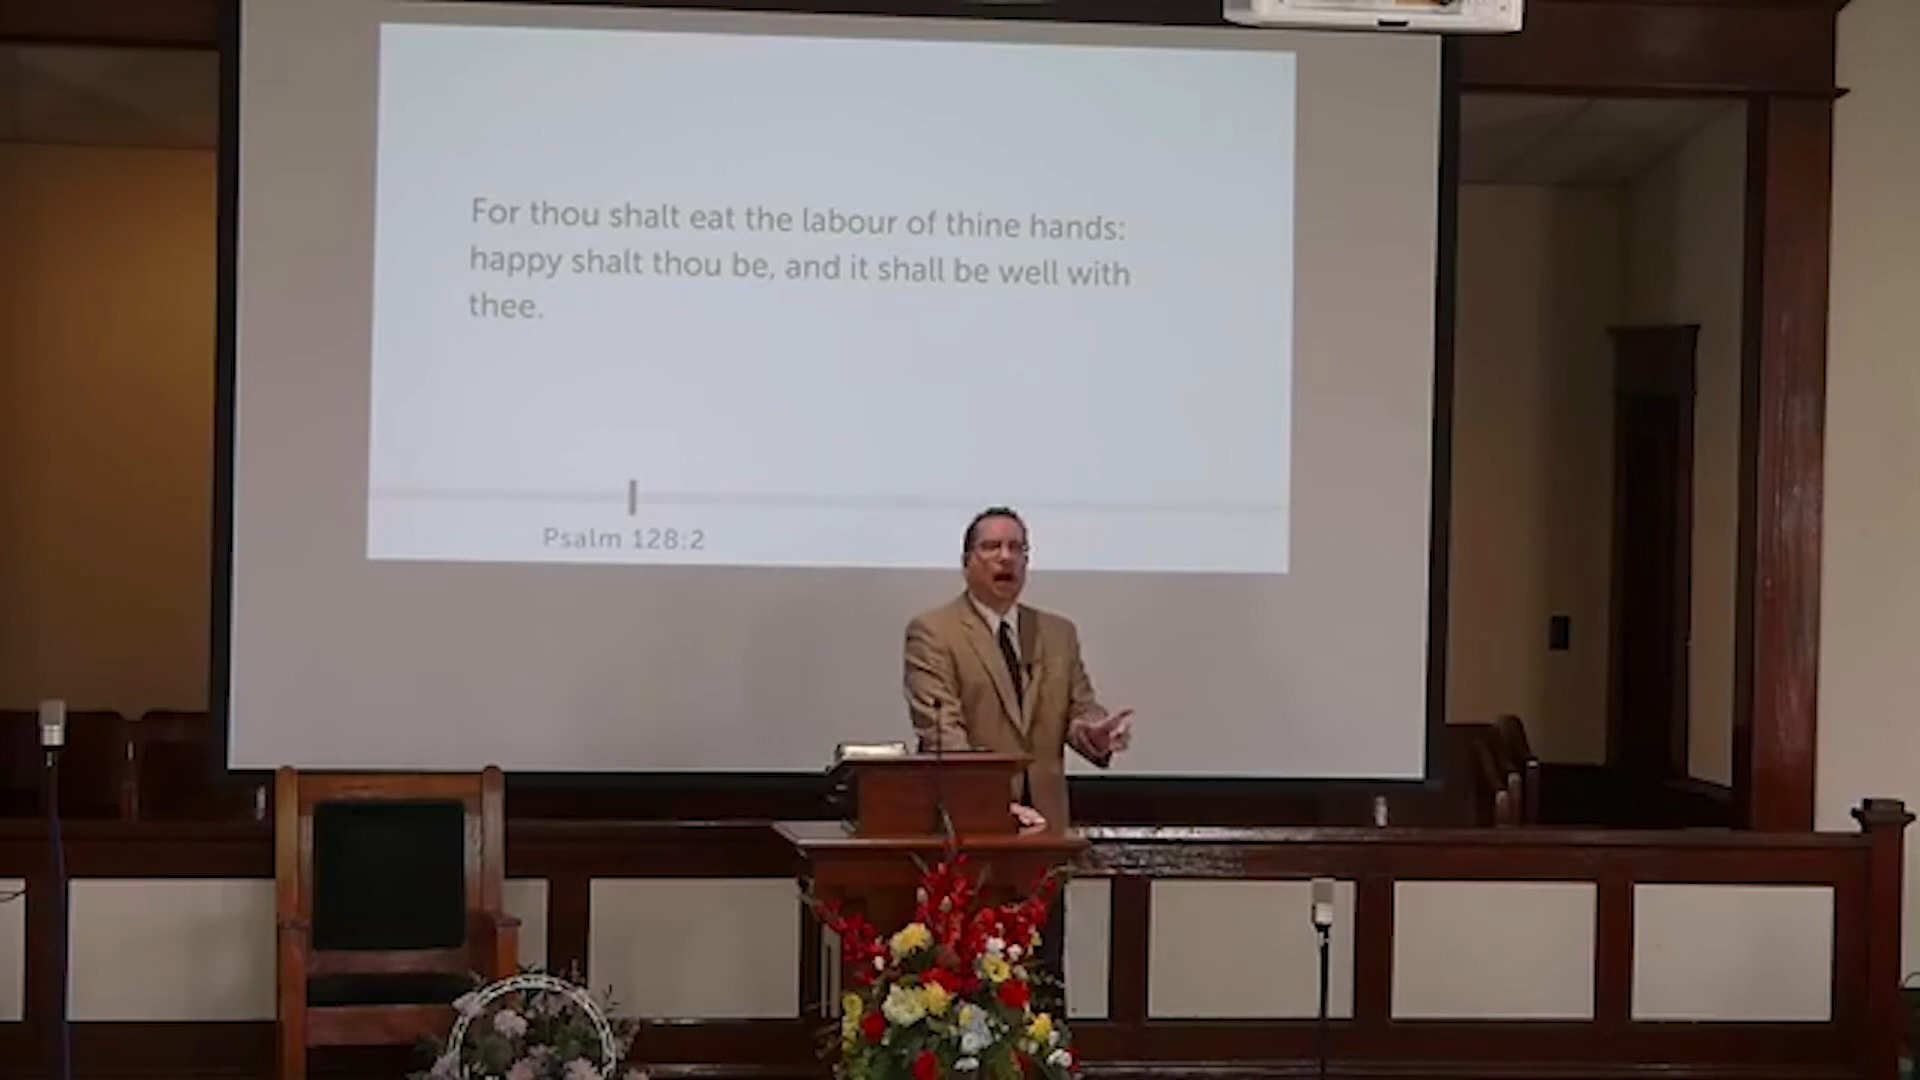 For thou shalt eat the labour of thine hands:
happy shalt thou be, and it shall be well with
thee.
Psalm 128:2